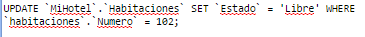 UPDATE `MiHotel`.`Habitaciones` SET `Estado` = 'Libre' WHERE
`habitaciones`.`Numero` = 102;